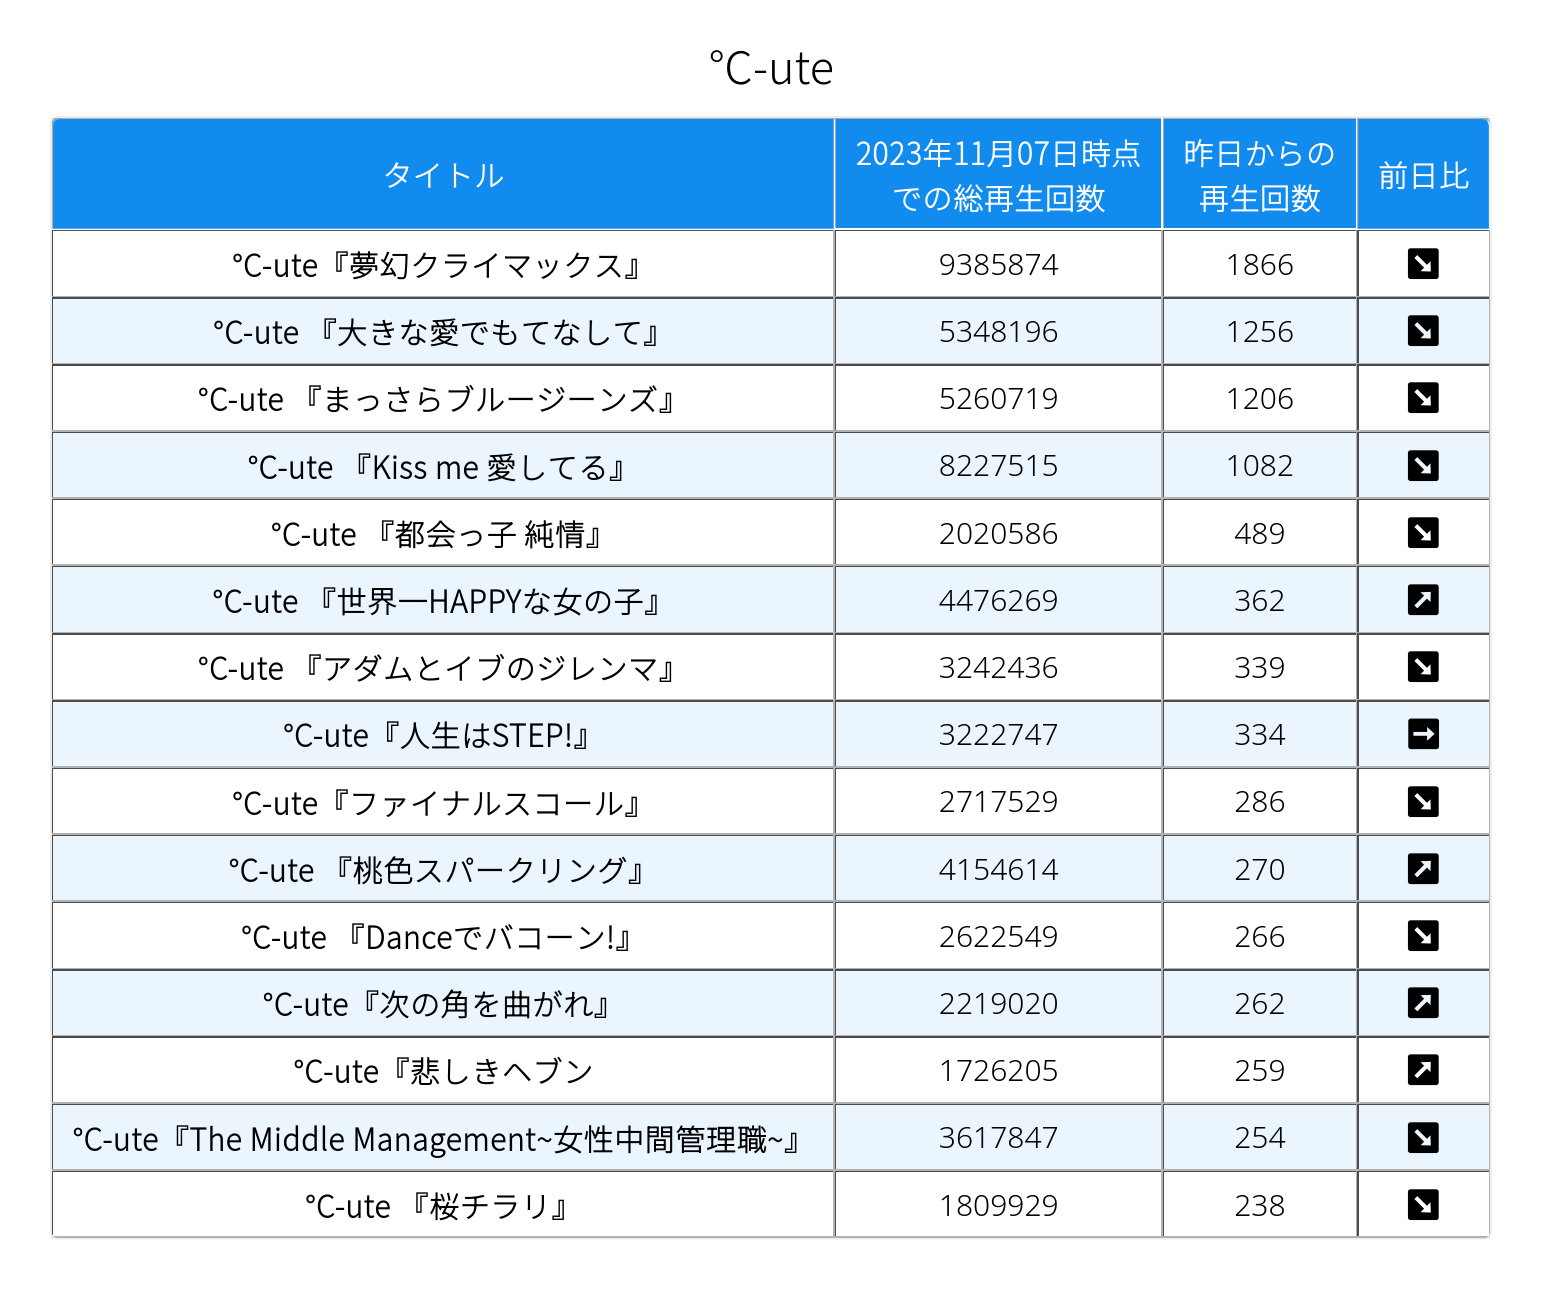 ℃-ute
タイトル
2023年11月07日時点
での総再生回数
昨日からの
再生回数
前日比
℃-ute『夢幻クライマックス』 9385874 1866 ↘
℃-ute 『大きな愛でもてなして』 5348196 1256 ↘
℃-ute 『まっさらブルージーンズ』 5260719 1206 ↘
℃-ute 『Kiss me 愛してる』 8227515 1082 ↘
℃-ute 『都会っ子 純情』 2020586 489 ↘
℃-ute 『世界一HAPPYな女の子』 4476269 362 ↗
℃-ute 『アダムとイブのジレンマ』 3242436 339 ↘
℃-ute『人生はSTEP!』 3222747 334 →
℃-ute『ファイナルスコール』 2717529 286 ↘
℃-ute 『桃色スパークリング』 4154614 270 ↗
℃-ute 『Danceでバコーン!』 2622549 266 ↘
℃-ute『次の角を曲がれ』 2219020 262 ↗
℃-ute『悲しきヘブン 1726205 259 ↗
℃-ute『The Middle Management~女性中間管理職~』 3617847 254 ↘
℃-ute 『桜チラリ』 1809929 238 ↘